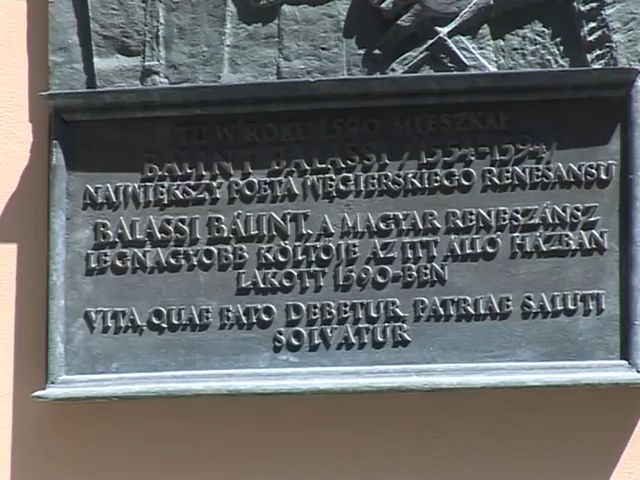 TU W ROKU 1590 MIESZKAŁ
BÁLINT BALASSI / 1554-1594/
NAJWIĘKSZY POETA WĘGIERSKIEGO RENESANSU
BALASSI BÁLINT, A MAGYAR RENESZÁNSZ
LEGNAGYOBB KÖLTŐJE AZ ITT ÁLLÓ HÁZBAN
LAKOTT 1590-BEN
VITA, QUAE FATO DEBETUR, PATRIAE SALUTI
SOLVATUR